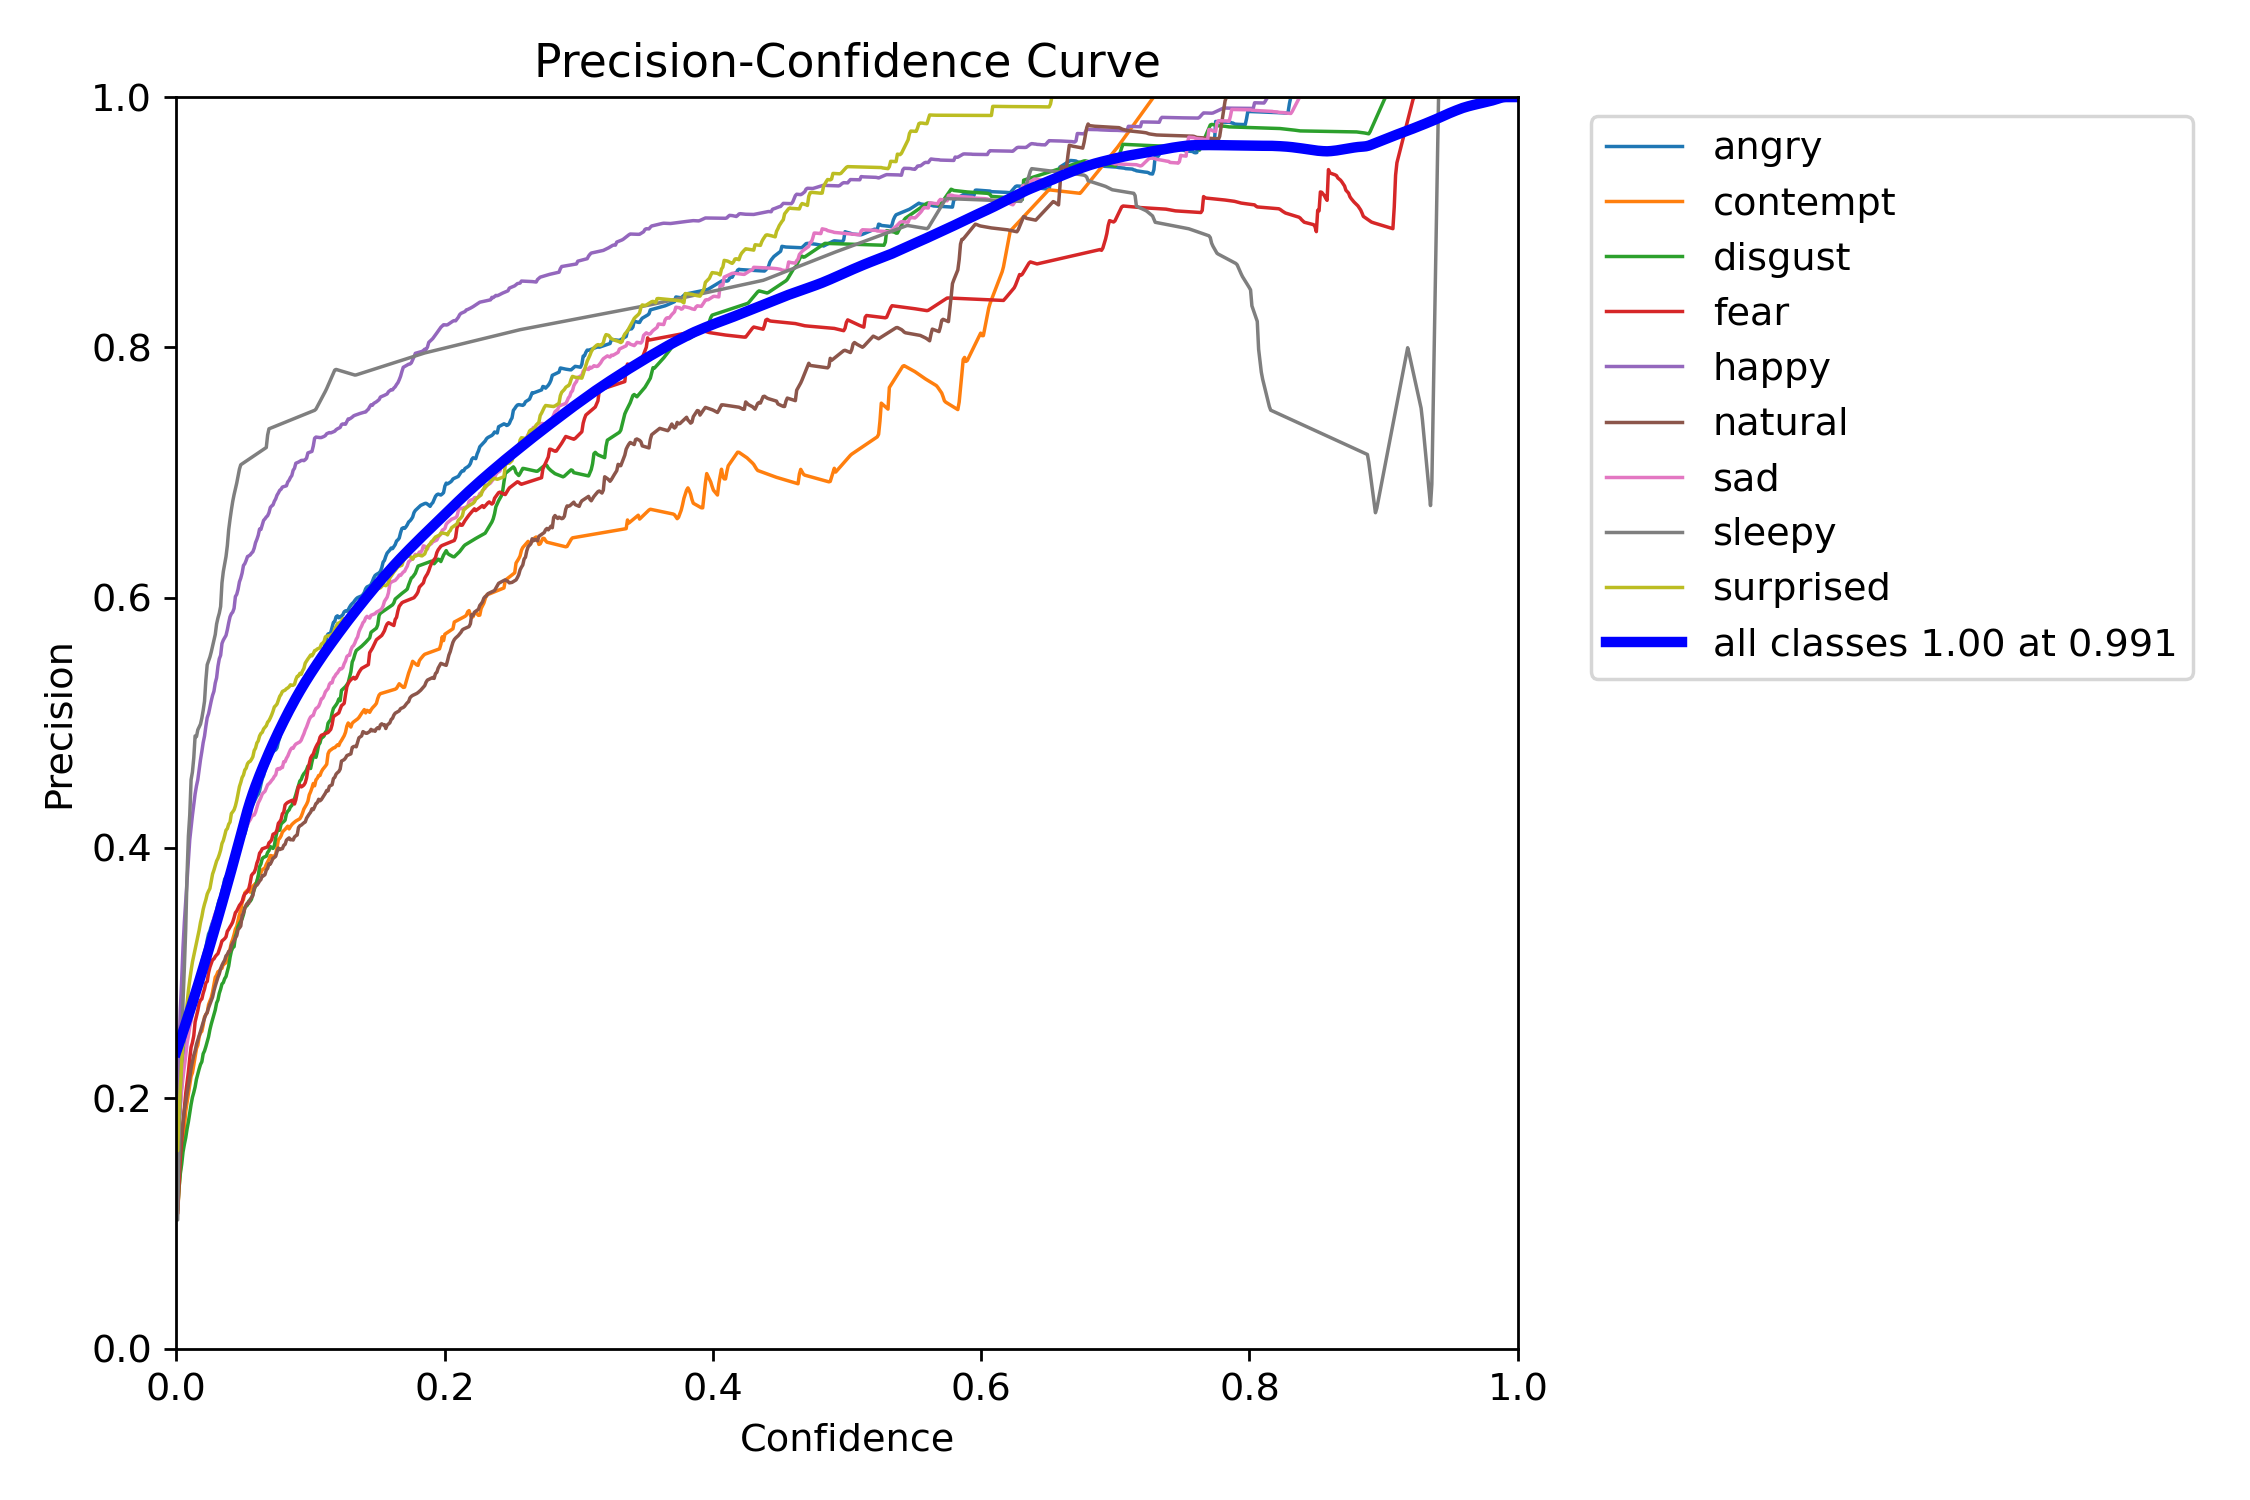 Precision-Confidence Curve
1.0
0.8
0.6
0.4
0.2
0.0
Precision
0.0 0.2 0.4 0.6 0.8 1.0
Confidence
angry
contempt
disgust
fear
happy
natural
sad
sleepy
surprised
all classes 1.00 at 0.991